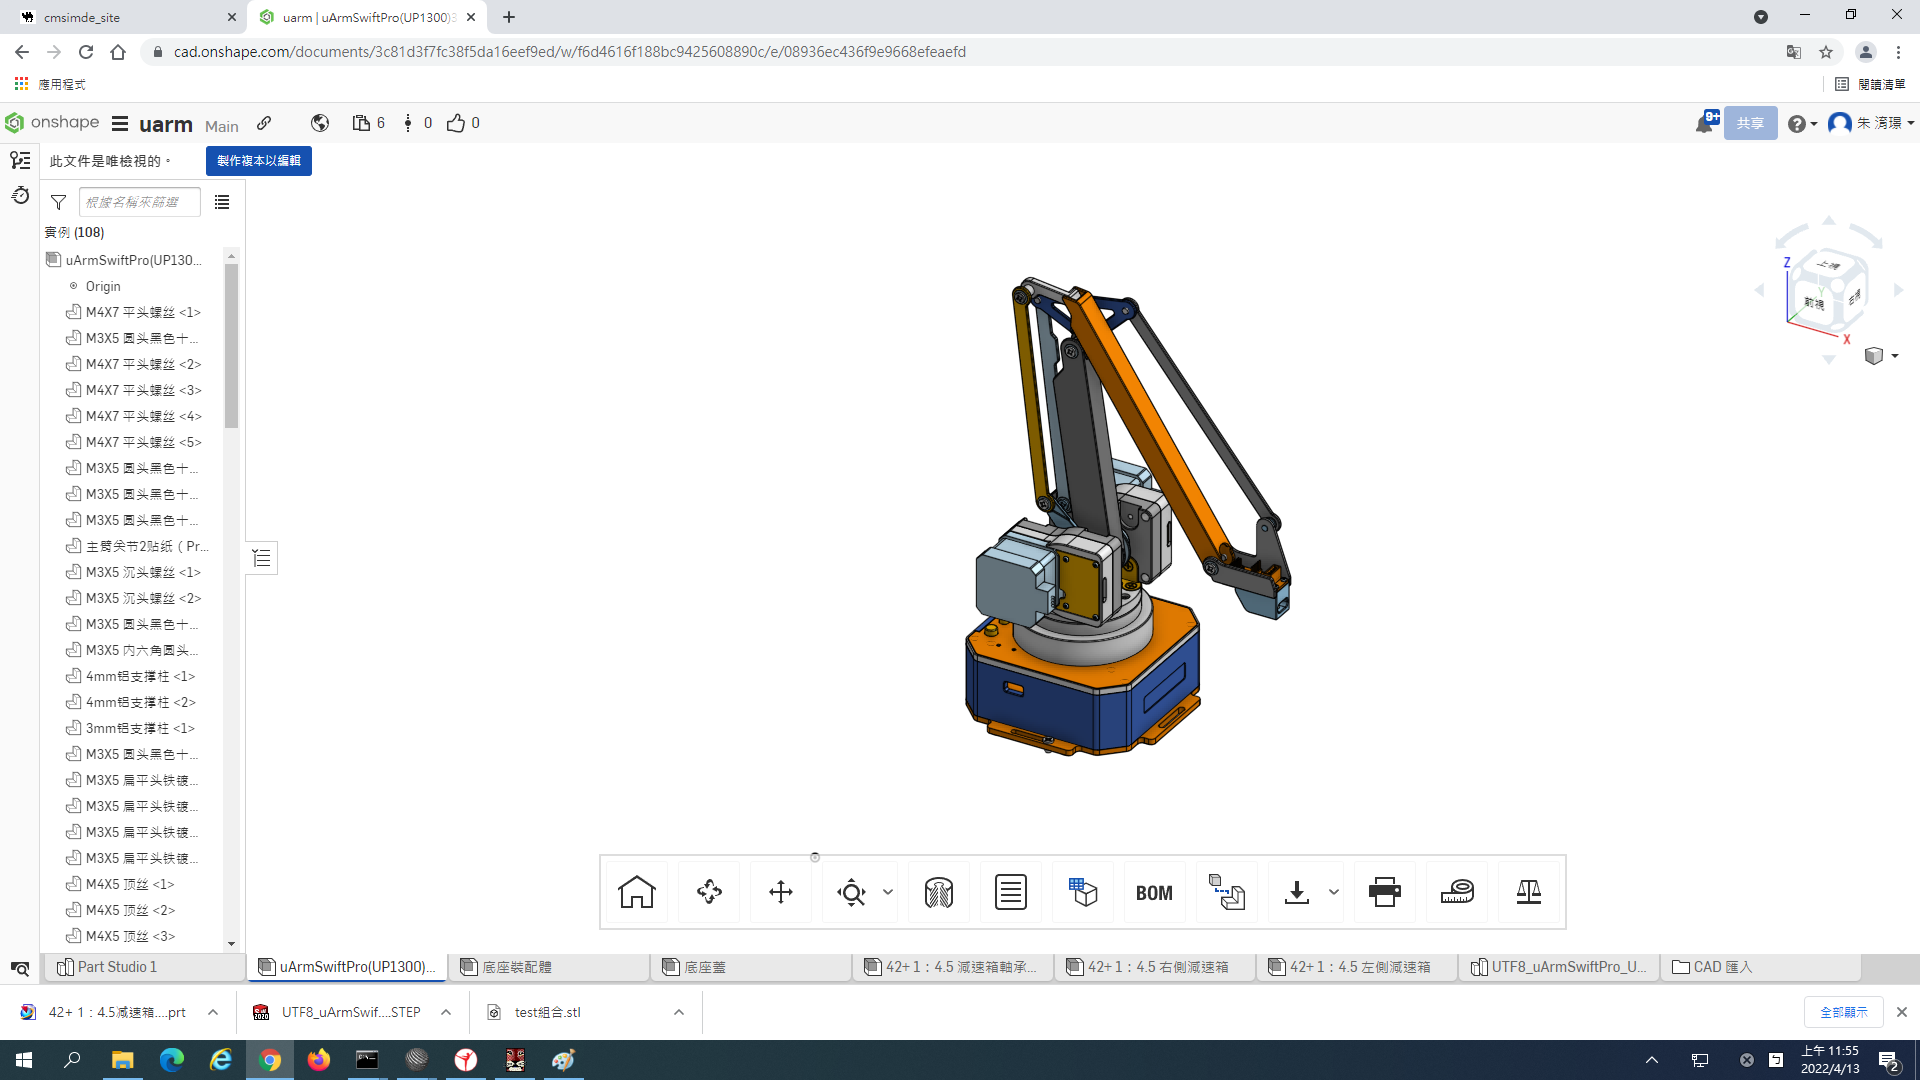 cmsimde_site
uarm | uArmSwiftPro(UP1300)3
cad.onshape.com/documents/3c81d3f7fc38f5da16eef9ed/w/f6d4616f188bc9425608890c/e/08936ec436f9e9668efeaefd
應用程式
閱讀清單
onshape
uarm
Main
6
0
0
9+
共享
朱 濟璟
此文件是唯檢視的。
製作複本以編輯
根據名稱來篩選
實例 (108)
uArmSwiftPro(UP130...
Origin
M4X7 平头螺丝 <1>
M3X5 圆头黑色十...
M4X7 平头螺丝 <2>
M4X7 平头螺丝 <3>
M4X7 平头螺丝 <4>
M4X7 平头螺丝 <5>
M3X5 圆头黑色十...
M3X5 圆头黑色十...
M3X5 圆头黑色十...
主臂关节2贴纸（Pr...
M3X5 沉头螺丝 <1>
M3X5 沉头螺丝 <2>
M3X5 圆头黑色十...
M3X5 内六角圆头...
4mm铝支撑柱 <1>
4mm铝支撑柱 <2>
3mm铝支撑柱 <1>
M3X5 圆头黑色十...
M3X5 扁平头铁镀...
M3X5 扁平头铁镀...
M3X5 扁平头铁镀...
M3X5 扁平头铁镀...
M4X5 顶丝 <1>
M4X5 顶丝 <2>
M4X5 顶丝 <3>
Z
上視
前視
右視
Y
X
BOM
Part Studio 1
uArmSwiftPro(UP1300)...
底座裝配體
底座蓋
42+ 1：4.5 減速箱軸承...
42+ 1：4.5 右側減速箱
42+ 1：4.5 左側減速箱
UTF8_uArmSwiftPro_U...
CAD 匯入
42+ 1：4.5减速箱....prt
UTF8_uArmSwif....STEP
test組合.stl
全部顯示
上午 11:55
2022/4/13
2